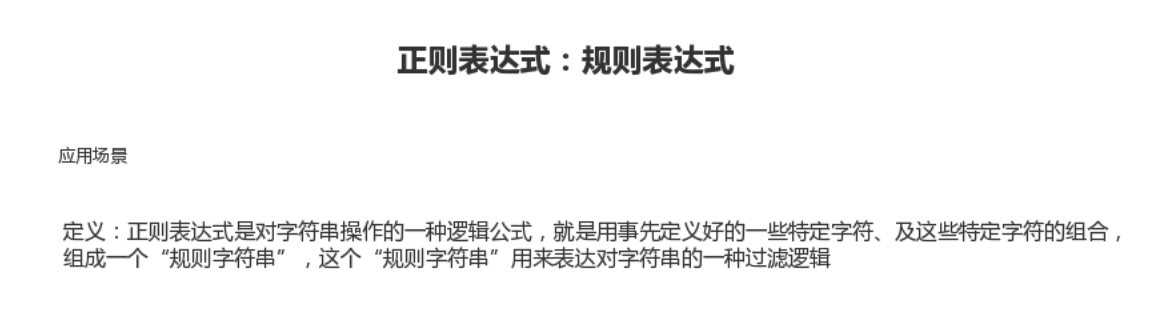 正则表达式：规则表达式
应用场景
定义：正则表达式是对字符串操作的一种逻辑公式，就是用事先定义好的一些特定字符、及这些特定字符的组合，
组成一个“规则字符串”，这个“规则字符串”用来表达对字符串的一种过滤逻辑